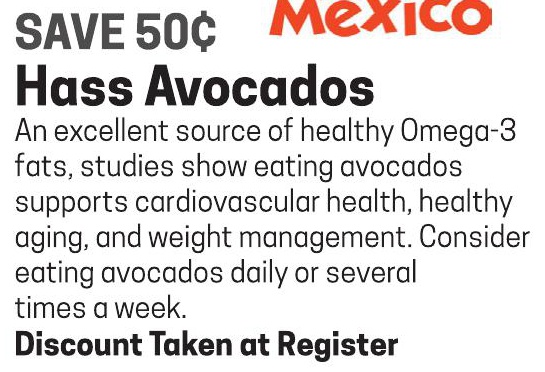 MexIco
SAVE 50¢
Hass Avocados
An excellent source of healthy Omega-3
fats, studies show eating avocados
supports cardiovascular health, healthy
aging, and weight management. Consider
eating avocados daily or several
times a week.
Discount Taken at Register